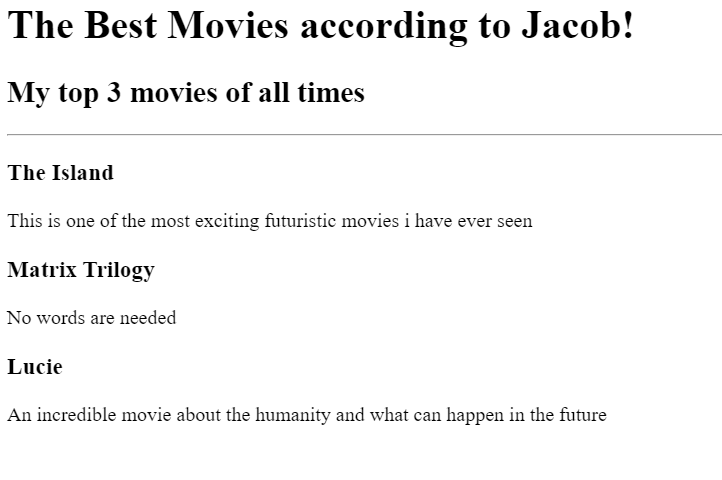 The Best Movies according to Jacob!
My top 3 movies of all times
The Island
This is one of the most exciting futuristic movies i have ever seen
Matrix Trilogy
No words are needed
Lucie
An incredible movie about the humanity and what can happen in the future